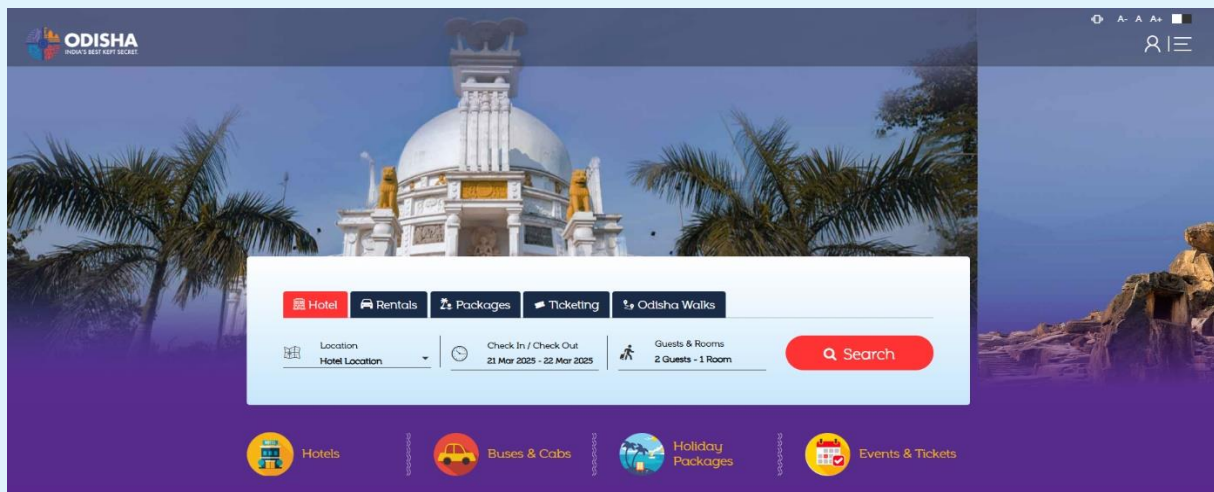 A- A A+
ODISHA
INDIA'S BEST KEPT SECRET
Hotel
Rentals
Packages
Ticketing
Odisha Walks
Location
Hotel Location
Check In / Check Out
21 Mar 2025 - 22 Mar 2025
Guests & Rooms
2 Guests - 1 Room
Search
Hotels
Buses & Cabs
Holiday
Packages
Events & Tickets